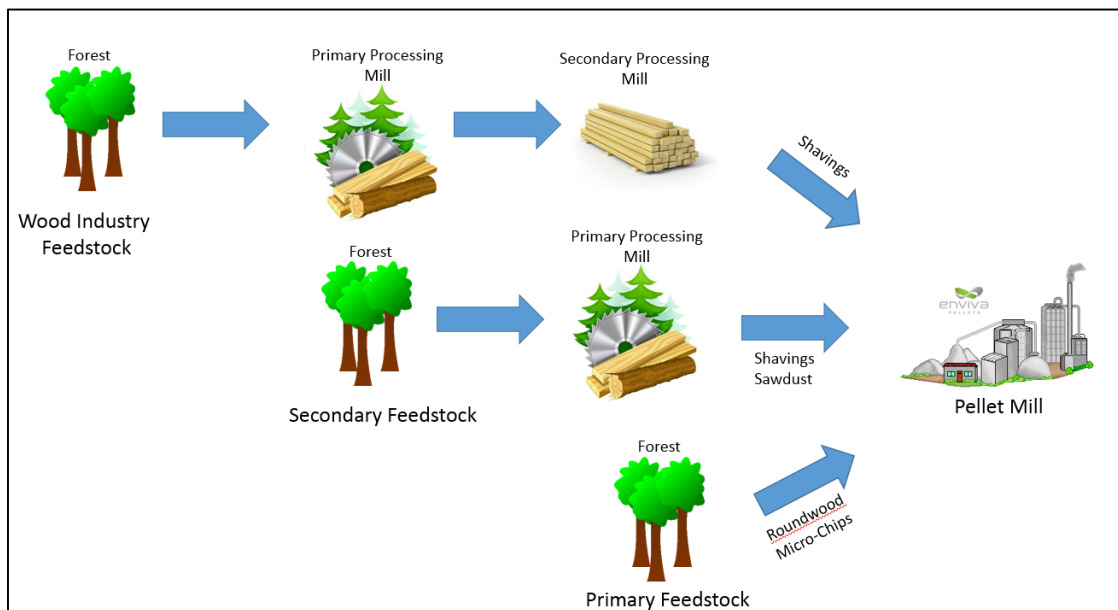 Forest
Primary Processing
Mill
Secondary Processing
Mill
Shavings
Wood Industry
Feedstock
Forest
Primary Processing
Mill
Shavings
Sawdust
enviva
PELLETS
Secondary Feedstock
Pellet Mill
Forest
Roundwood
Micro-Chips
Primary Feedstock